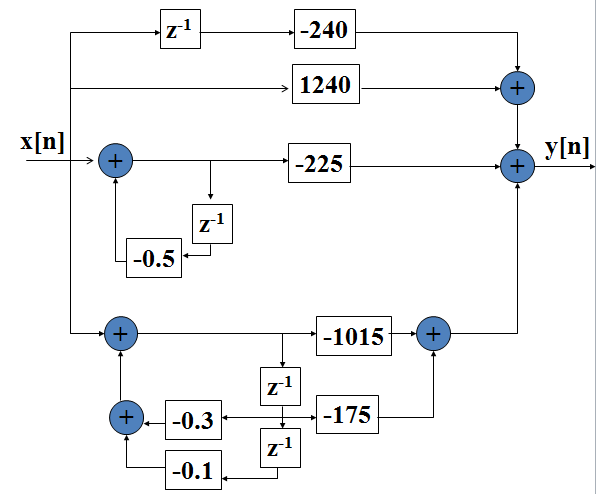 z⁻¹
-240
1240
+
x[n]
+
-225
+
y[n]
z⁻¹
-0.5
+
-1015
+
z⁻¹
+
-0.3
-175
z⁻¹
-0.1